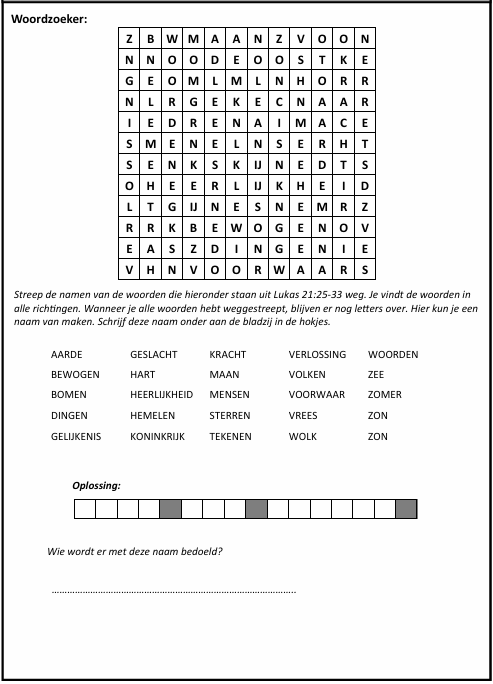 Woordzoeker:
Z B W M A A N Z V O O N
N N O O D E O O S T K E
G E O M L M L N H O R R
N L R G E K E C N A A R
I E D R E N A I M A C E
S M E N E L N S E R H T
S E N K S K IJ N E D T S
O H E E R L IJ K H E I D
L T G IJ N E S N E M R Z
R R K B E W O G E N O V
E A S Z D I N G E N I E
V H N V O O R W A A R S
Streep de namen van de woorden die hieronder staan uit Lukas 21:25-33 weg. Je vindt de woorden in
alle richtingen. Wanneer je alle woorden hebt weggestreept, blijven er nog letters over. Hier kun je een
naam van maken. Schrijf deze naam onder aan de bladzij in de hokjes.
AARDE GESLACHT KRACHT VERLOSSING WOORDEN
BEWOGEN HART MAAN VOLKEN ZEE
BOMEN HEERLIJKHEID MENSEN VOORWAAR ZOMER
DINGEN HEMELEN STERREN VREES ZON
GELIJKENIS KONINKRIJK TEKENEN WOLK ZON
Oplossing:
Wie wordt er met deze naam bedoeld?